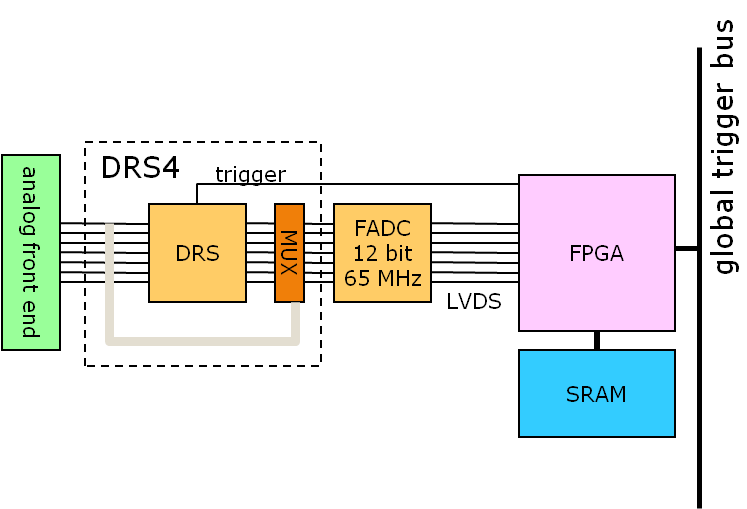 DRS4
trigger
analog front end
DRS
MUX
FADC
12 bit
65 MHz
LVDS
FPGA
SRAM
global trigger bus